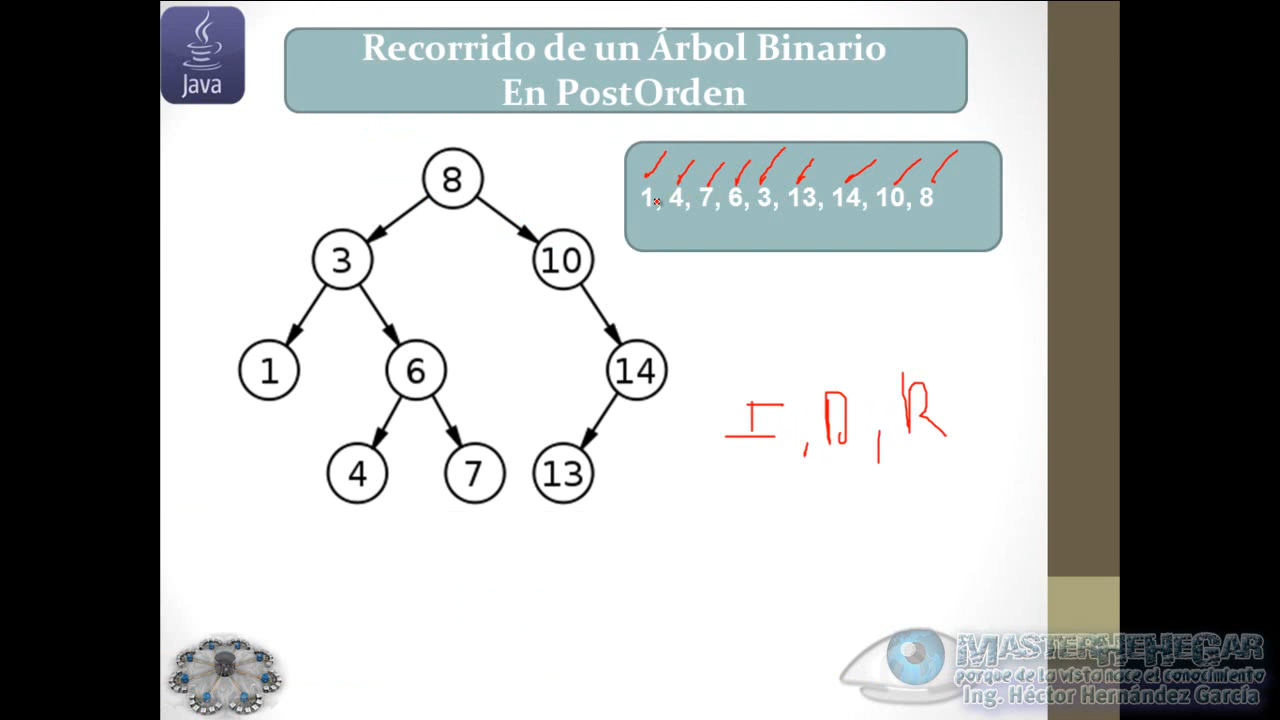 Java
Recorrido de un Árbol Binario
En PostOrden
1, 4, 7, 6, 3, 13, 14, 10, 8
8
3
10
1
6
14
4
7
13
I, D, R
MASTERHEHEGAR
porque de la vista nace el conocimiento
Ing. Héctor Hernández García